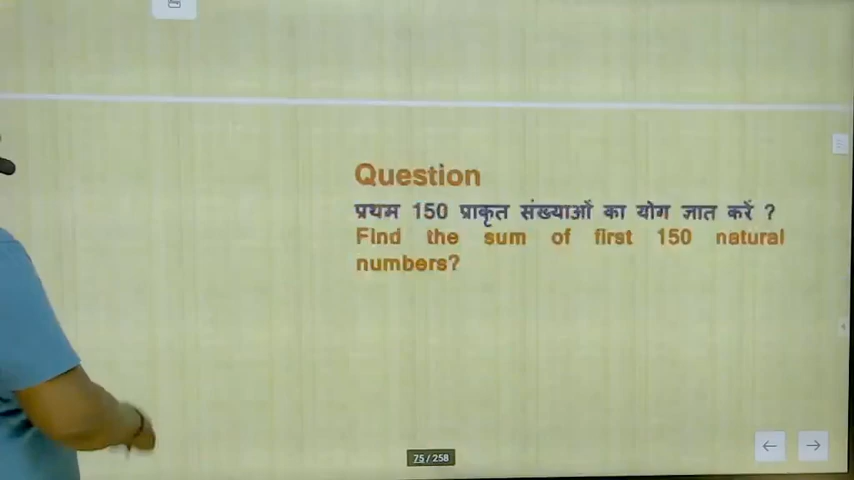 Question
प्रथम 150 प्राकृत संख्याओं का योग ज्ञात करें ?
Find the sum of first 150 natural
numbers?
75 / 258